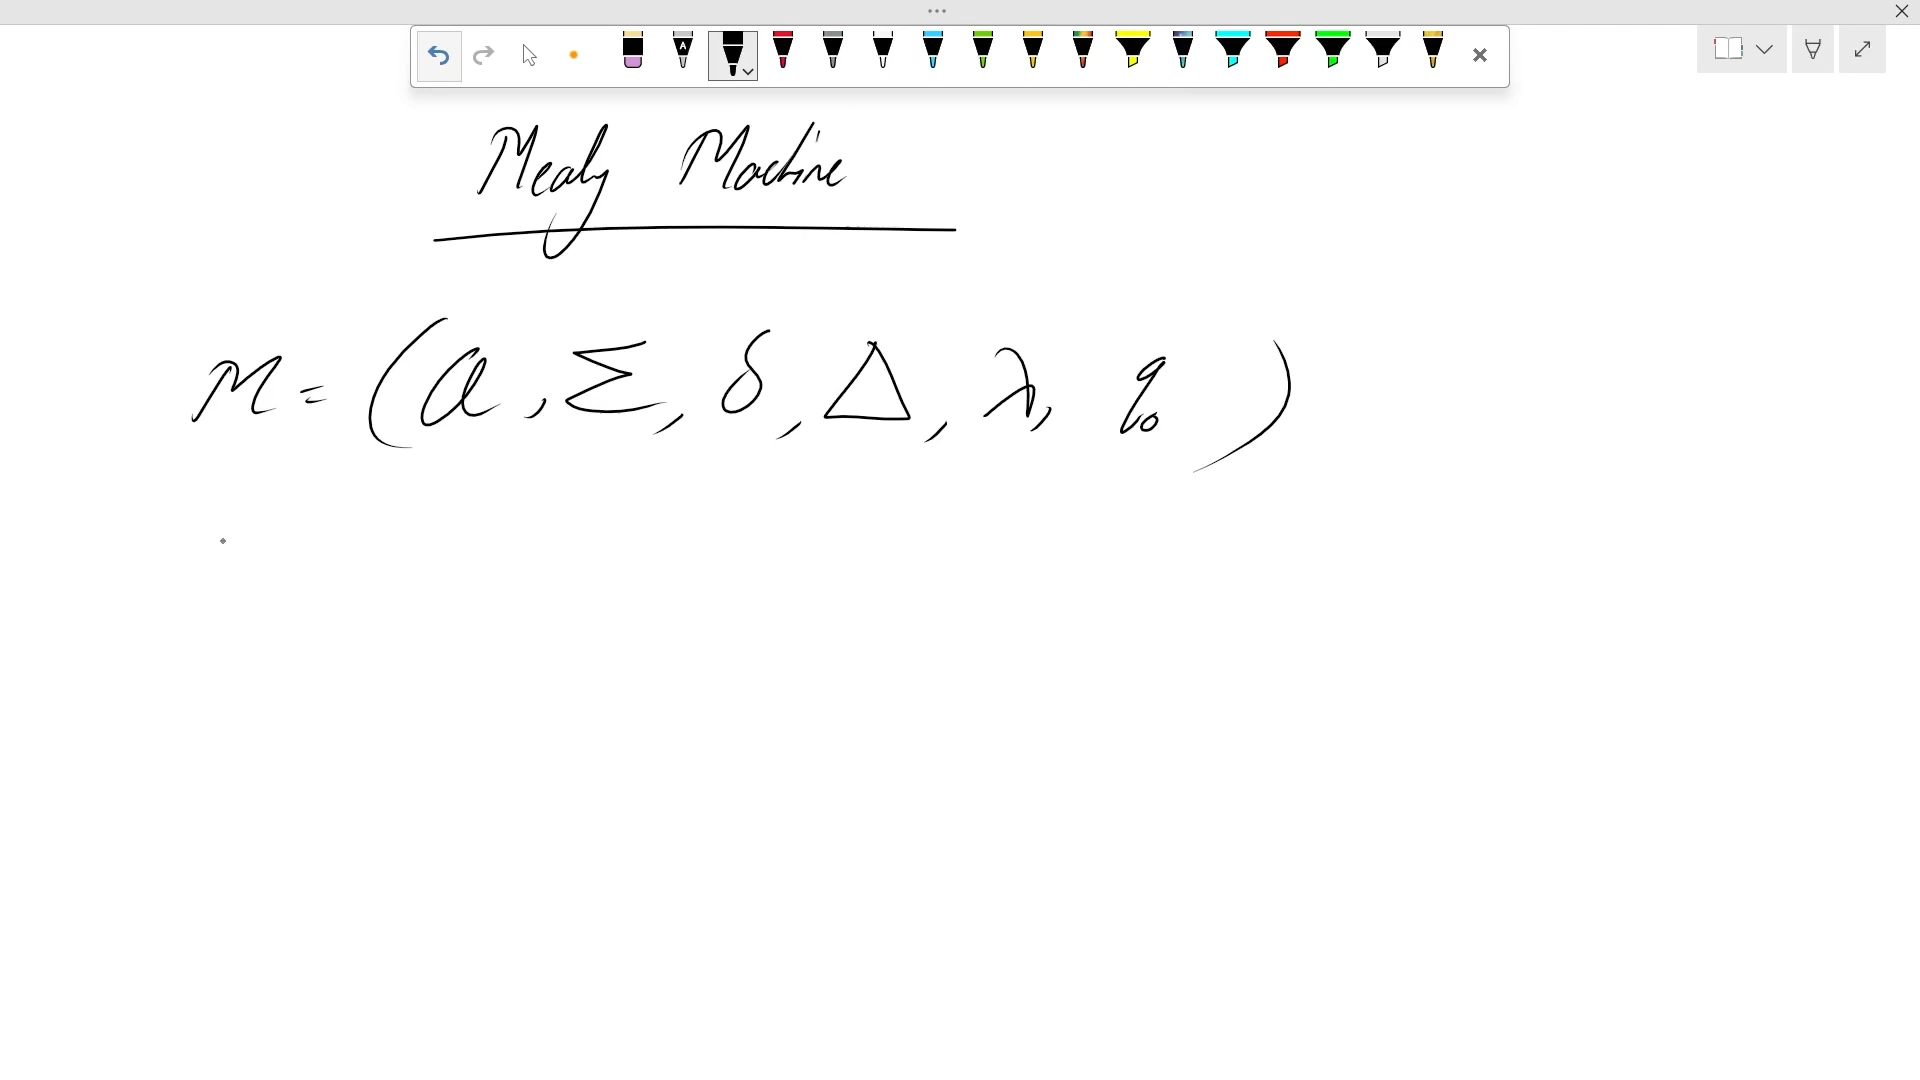 Mealy Machine
M = (Q, Σ, δ, Δ, λ, q₀)